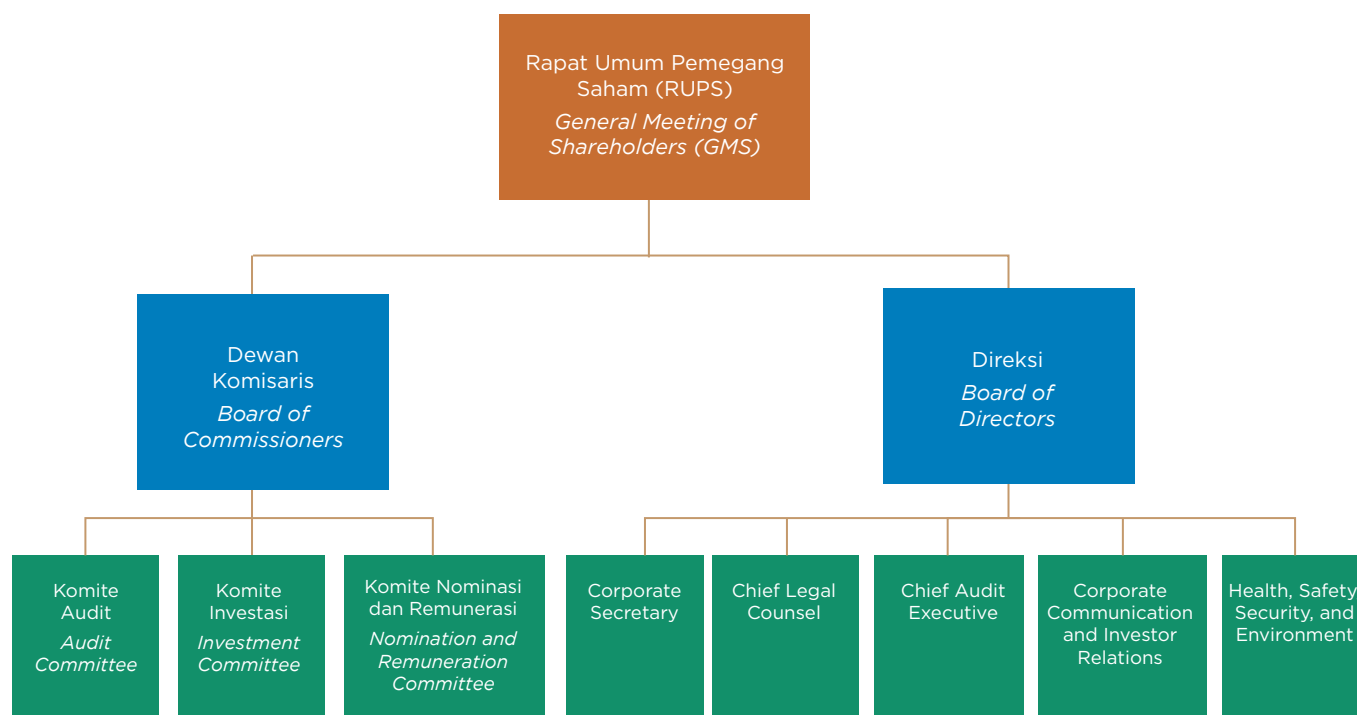 Rapat Umum Pemegang
Saham (RUPS)
General Meeting of
Shareholders (GMS)
Dewan
Komisaris
Board of
Commissioners
Direksi
Board of
Directors
Komite
Audit
Audit
Committee
Komite
Investasi
Investment
Committee
Komite Nominasi
dan Remunerasi
Nomination and
Remuneration
Committee
Corporate
Secretary
Chief Legal
Counsel
Chief Audit
Executive
Corporate
Communication
and Investor
Relations
Health, Safety,
Security, and
Environment